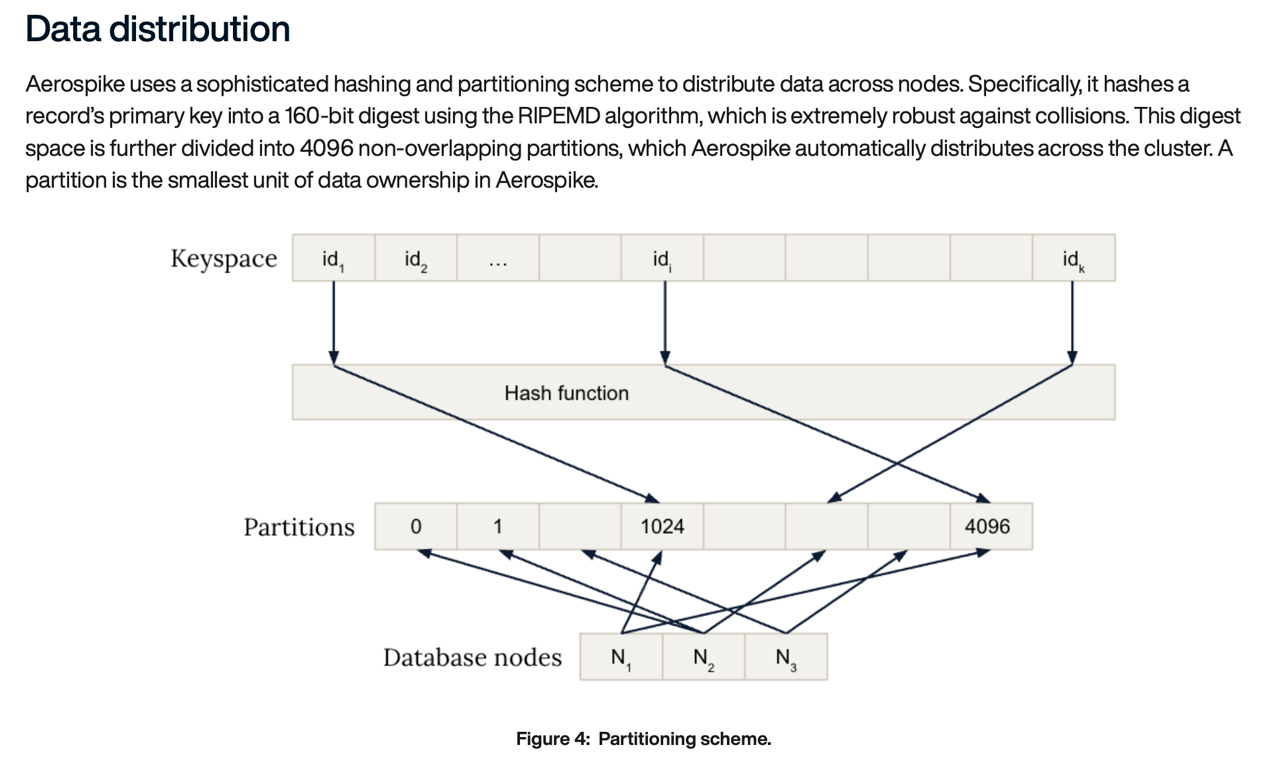 Data distribution
Aerospike uses a sophisticated hashing and partitioning scheme to distribute data across nodes. Specifically, it hashes a
record’s primary key into a 160-bit digest using the RIPEMD algorithm, which is extremely robust against collisions. This digest
space is further divided into 4096 non-overlapping partitions, which Aerospike automatically distributes across the cluster. A
partition is the smallest unit of data ownership in Aerospike.
Keyspace id₁ id₂ ... idᵢ idₖ
Hash function
Partitions 0 1 1024 4096
Database nodes N₁ N₂ N₃
Figure 4: Partitioning scheme.